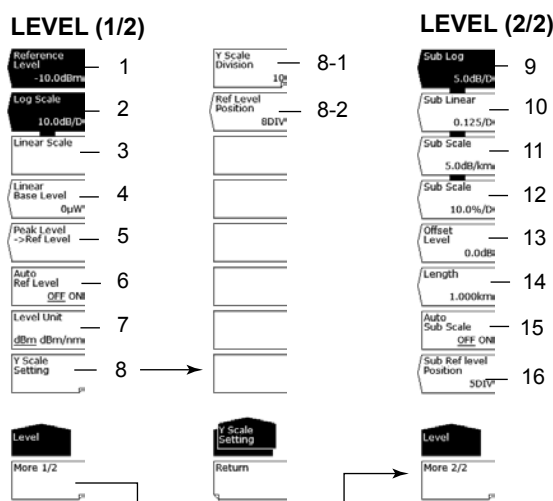 LEVEL (1/2)
Reference
Level
-10.0dBm
1
Log Scale
10.0dB/D
2
Linear Scale
3
Linear
Base Level
0µW
4
Peak Level
->Ref Level
5
Auto
Ref Level
OFF ON
6
Level Unit
dBm dBm/nm
7
Y Scale
Setting
8
Level
More 1/2
Y Scale
Division
10
8-1
Ref Level
Position
8DIV
8-2
Y Scale
Setting
Return
LEVEL (2/2)
Sub Log
5.0dB/D
9
Sub Linear
0.125/D
10
Sub Scale
5.0dB/km
11
Sub Scale
10.0%/D
12
Offset
Level
0.0dB
13
Length
1.000km
14
Auto
Sub Scale
OFF ON
15
Sub Ref level
Position
5DIV
16
Level
More 2/2